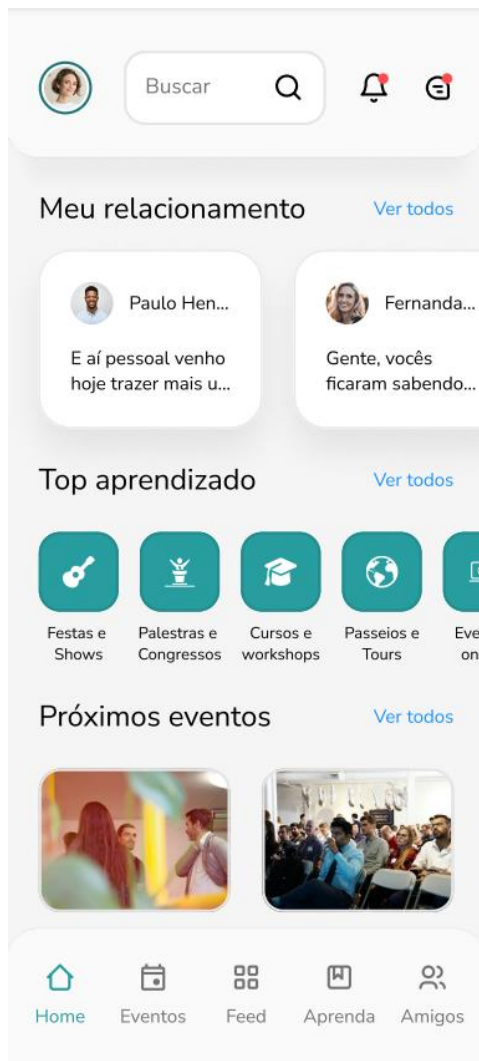 Buscar
Meu relacionamento
Ver todos
Paulo Hen...
E aí pessoal venho
hoje trazer mais u...
Fernanda...
Gente, vocês
ficaram sabendo...
Top aprendizado
Ver todos
Festas e
Shows
Palestras e
Congressos
Cursos e
workshops
Passeios e
Tours
Eve
on
Próximos eventos
Ver todos
Home
Eventos
Feed
Aprenda
Amigos